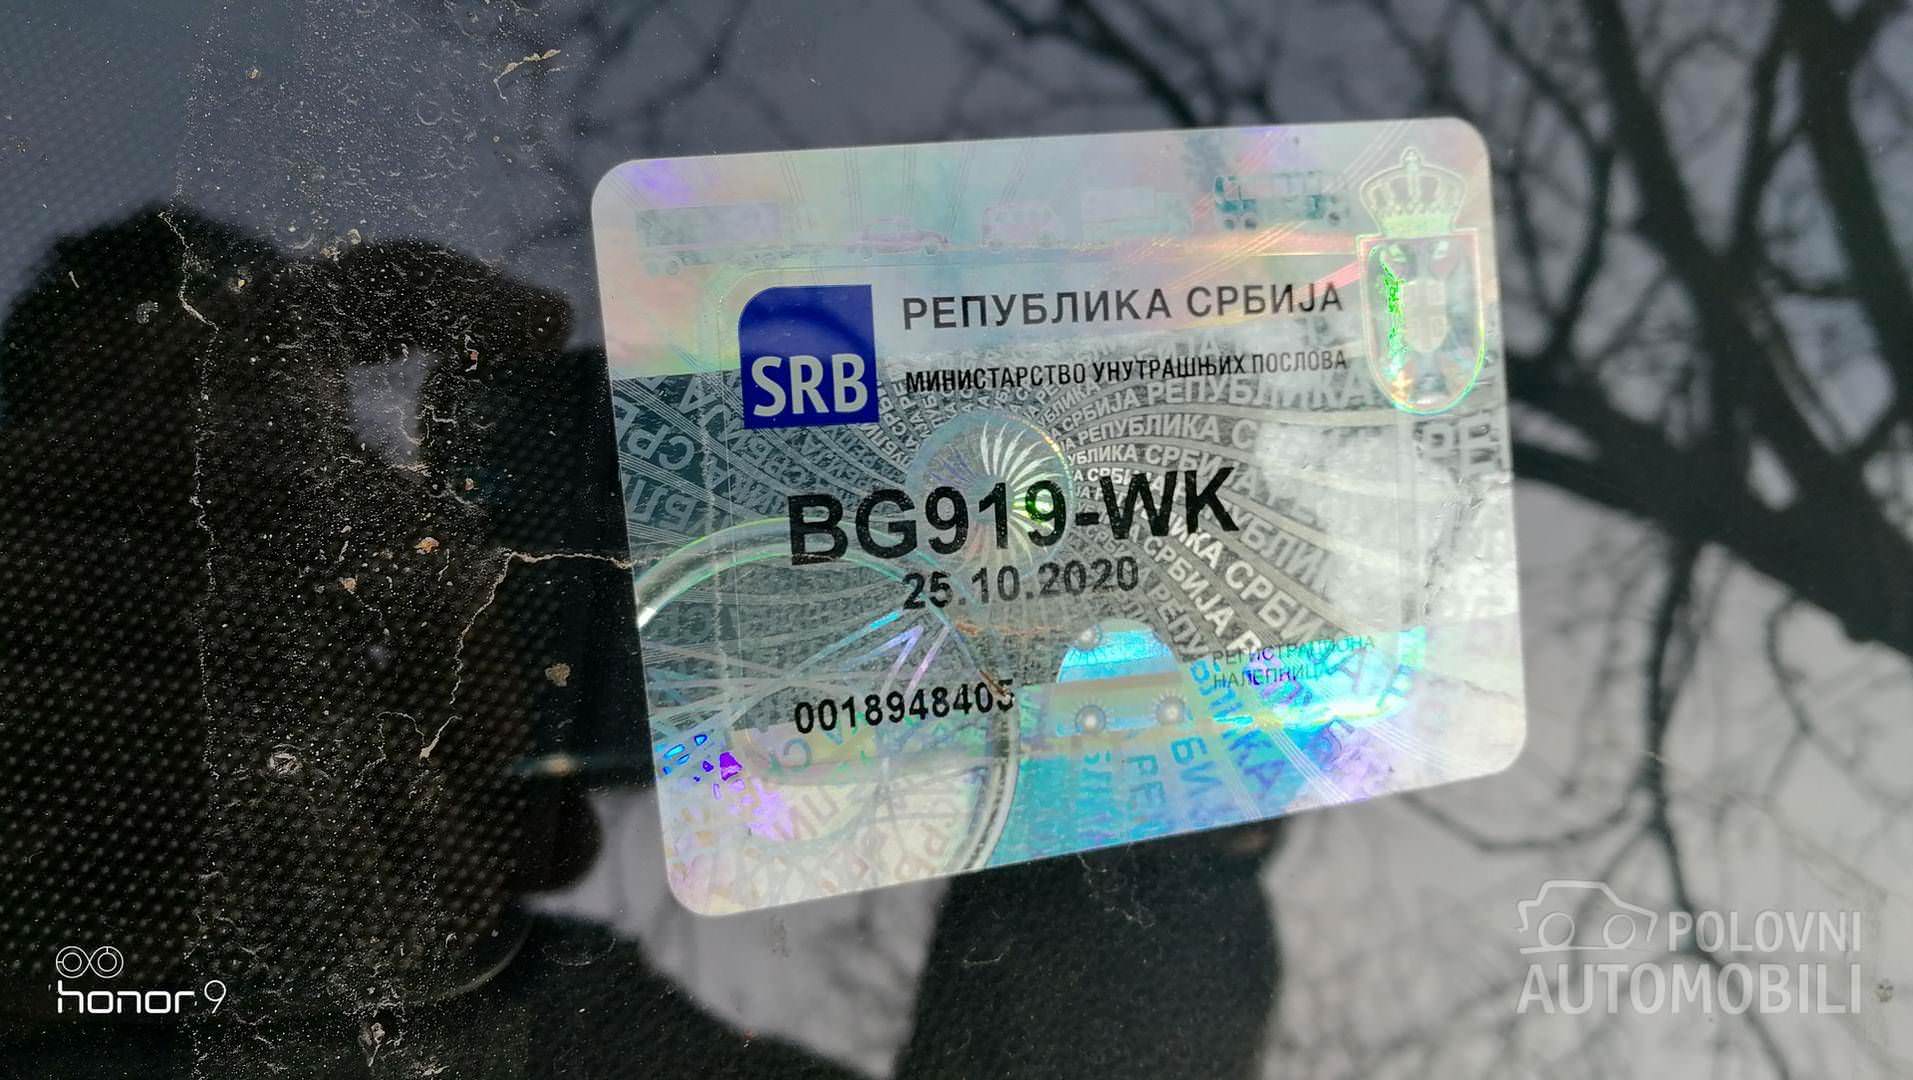 РЕПУБЛИКА СРБИЈА
SRB
МИНИСТАРСТВО УНУТРАШЊИХ ПОСЛОВА
BG919-WK
25.10.2020
РЕГИСТРАЦИОНА
НАЛЕПНИЦА
0018948405
honor 9
POLOVNI
AUTOMOBILI